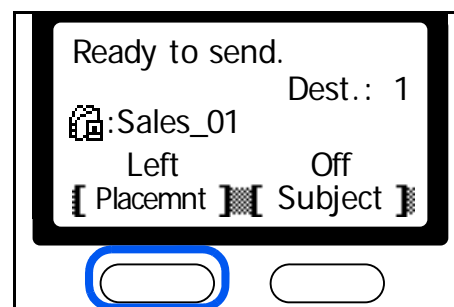 Ready to send.
Dest.: 1
:Sales_01
Left Off
[ Placemnt ] [ Subject ]